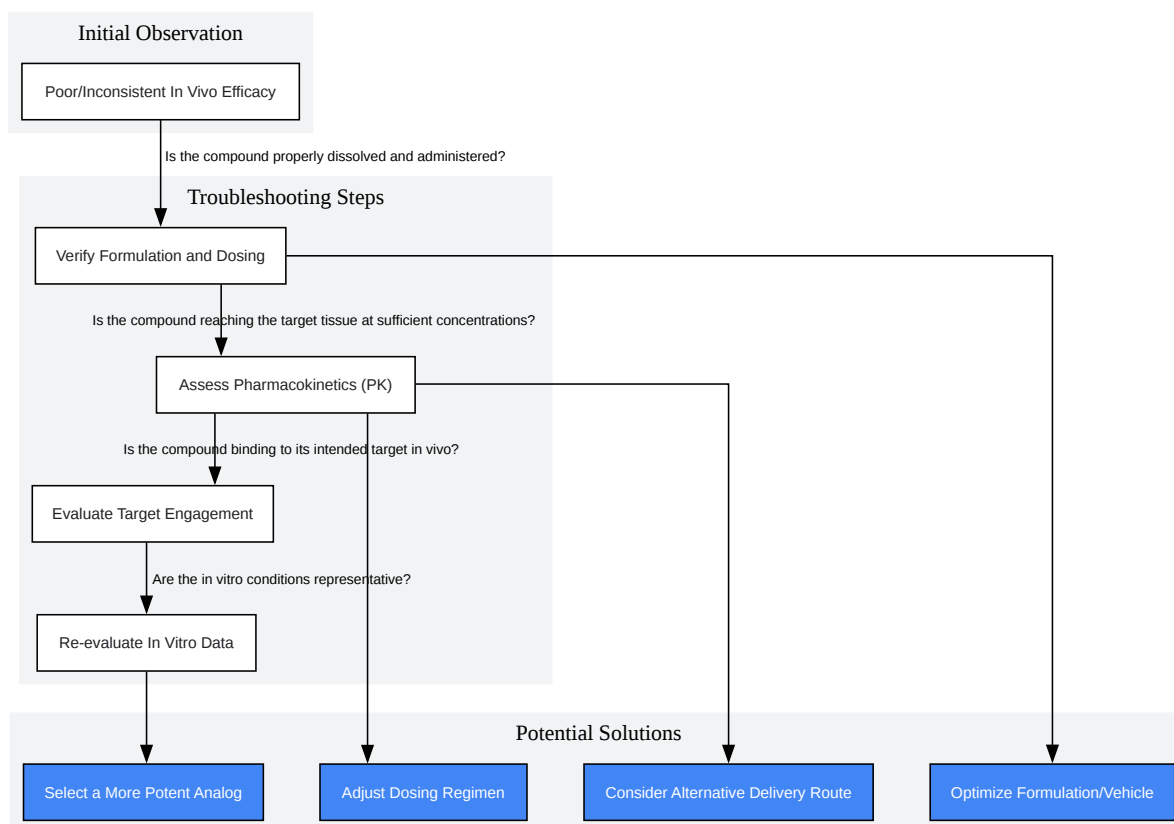 Initial Observation
Poor/Inconsistent In Vivo Efficacy
Is the compound properly dissolved and administered?
Troubleshooting Steps
Verify Formulation and Dosing
Is the compound reaching the target tissue at sufficient concentrations?
Assess Pharmacokinetics (PK)
Is the compound binding to its intended target in vivo?
Evaluate Target Engagement
Are the in vitro conditions representative?
Re-evaluate In Vitro Data
Potential Solutions
Select a More Potent Analog
Adjust Dosing Regimen
Consider Alternative Delivery Route
Optimize Formulation/Vehicle